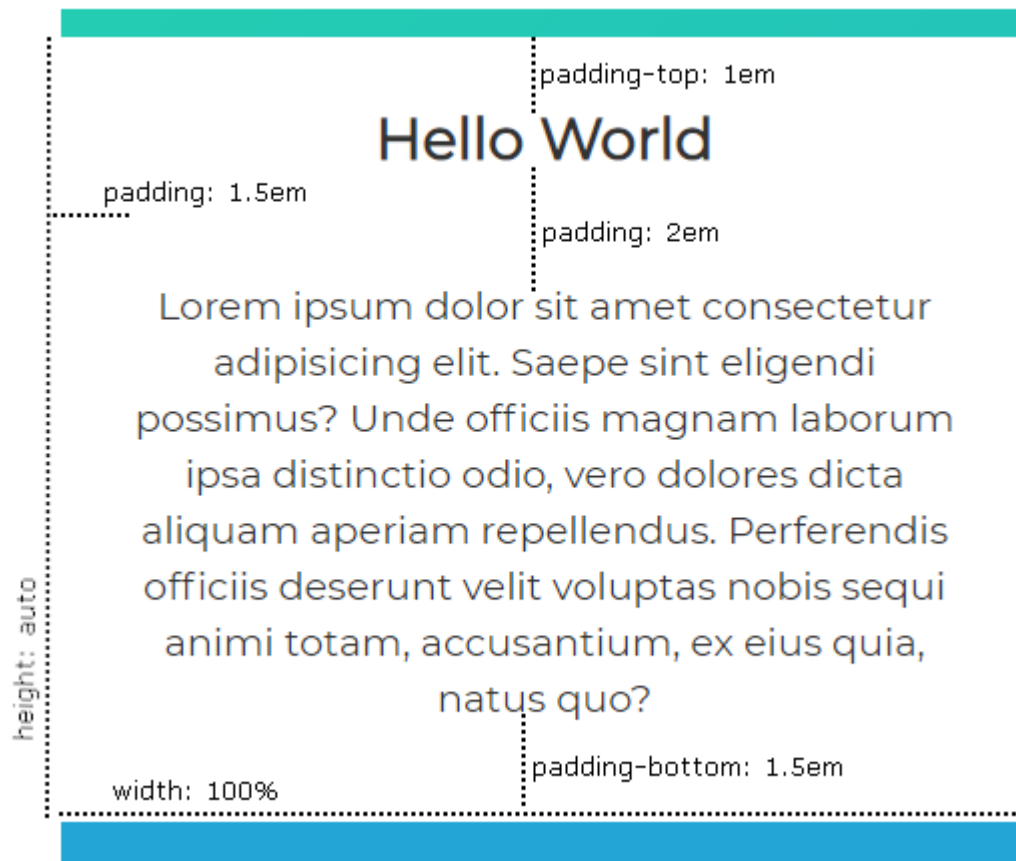 padding-top: 1em
Hello World
padding: 1.5em
padding: 2em
Lorem ipsum dolor sit amet consectetur
adipisicing elit. Saepe sint eligendi
possimus? Unde officiis magnam laborum
ipsa distinctio odio, vero dolores dicta
aliquam aperiam repellendus. Perferendis
officiis deserunt velit voluptas nobis sequi
animi totam, accusantium, ex eius quia,
natus quo?
height: auto
padding-bottom: 1.5em
width: 100%